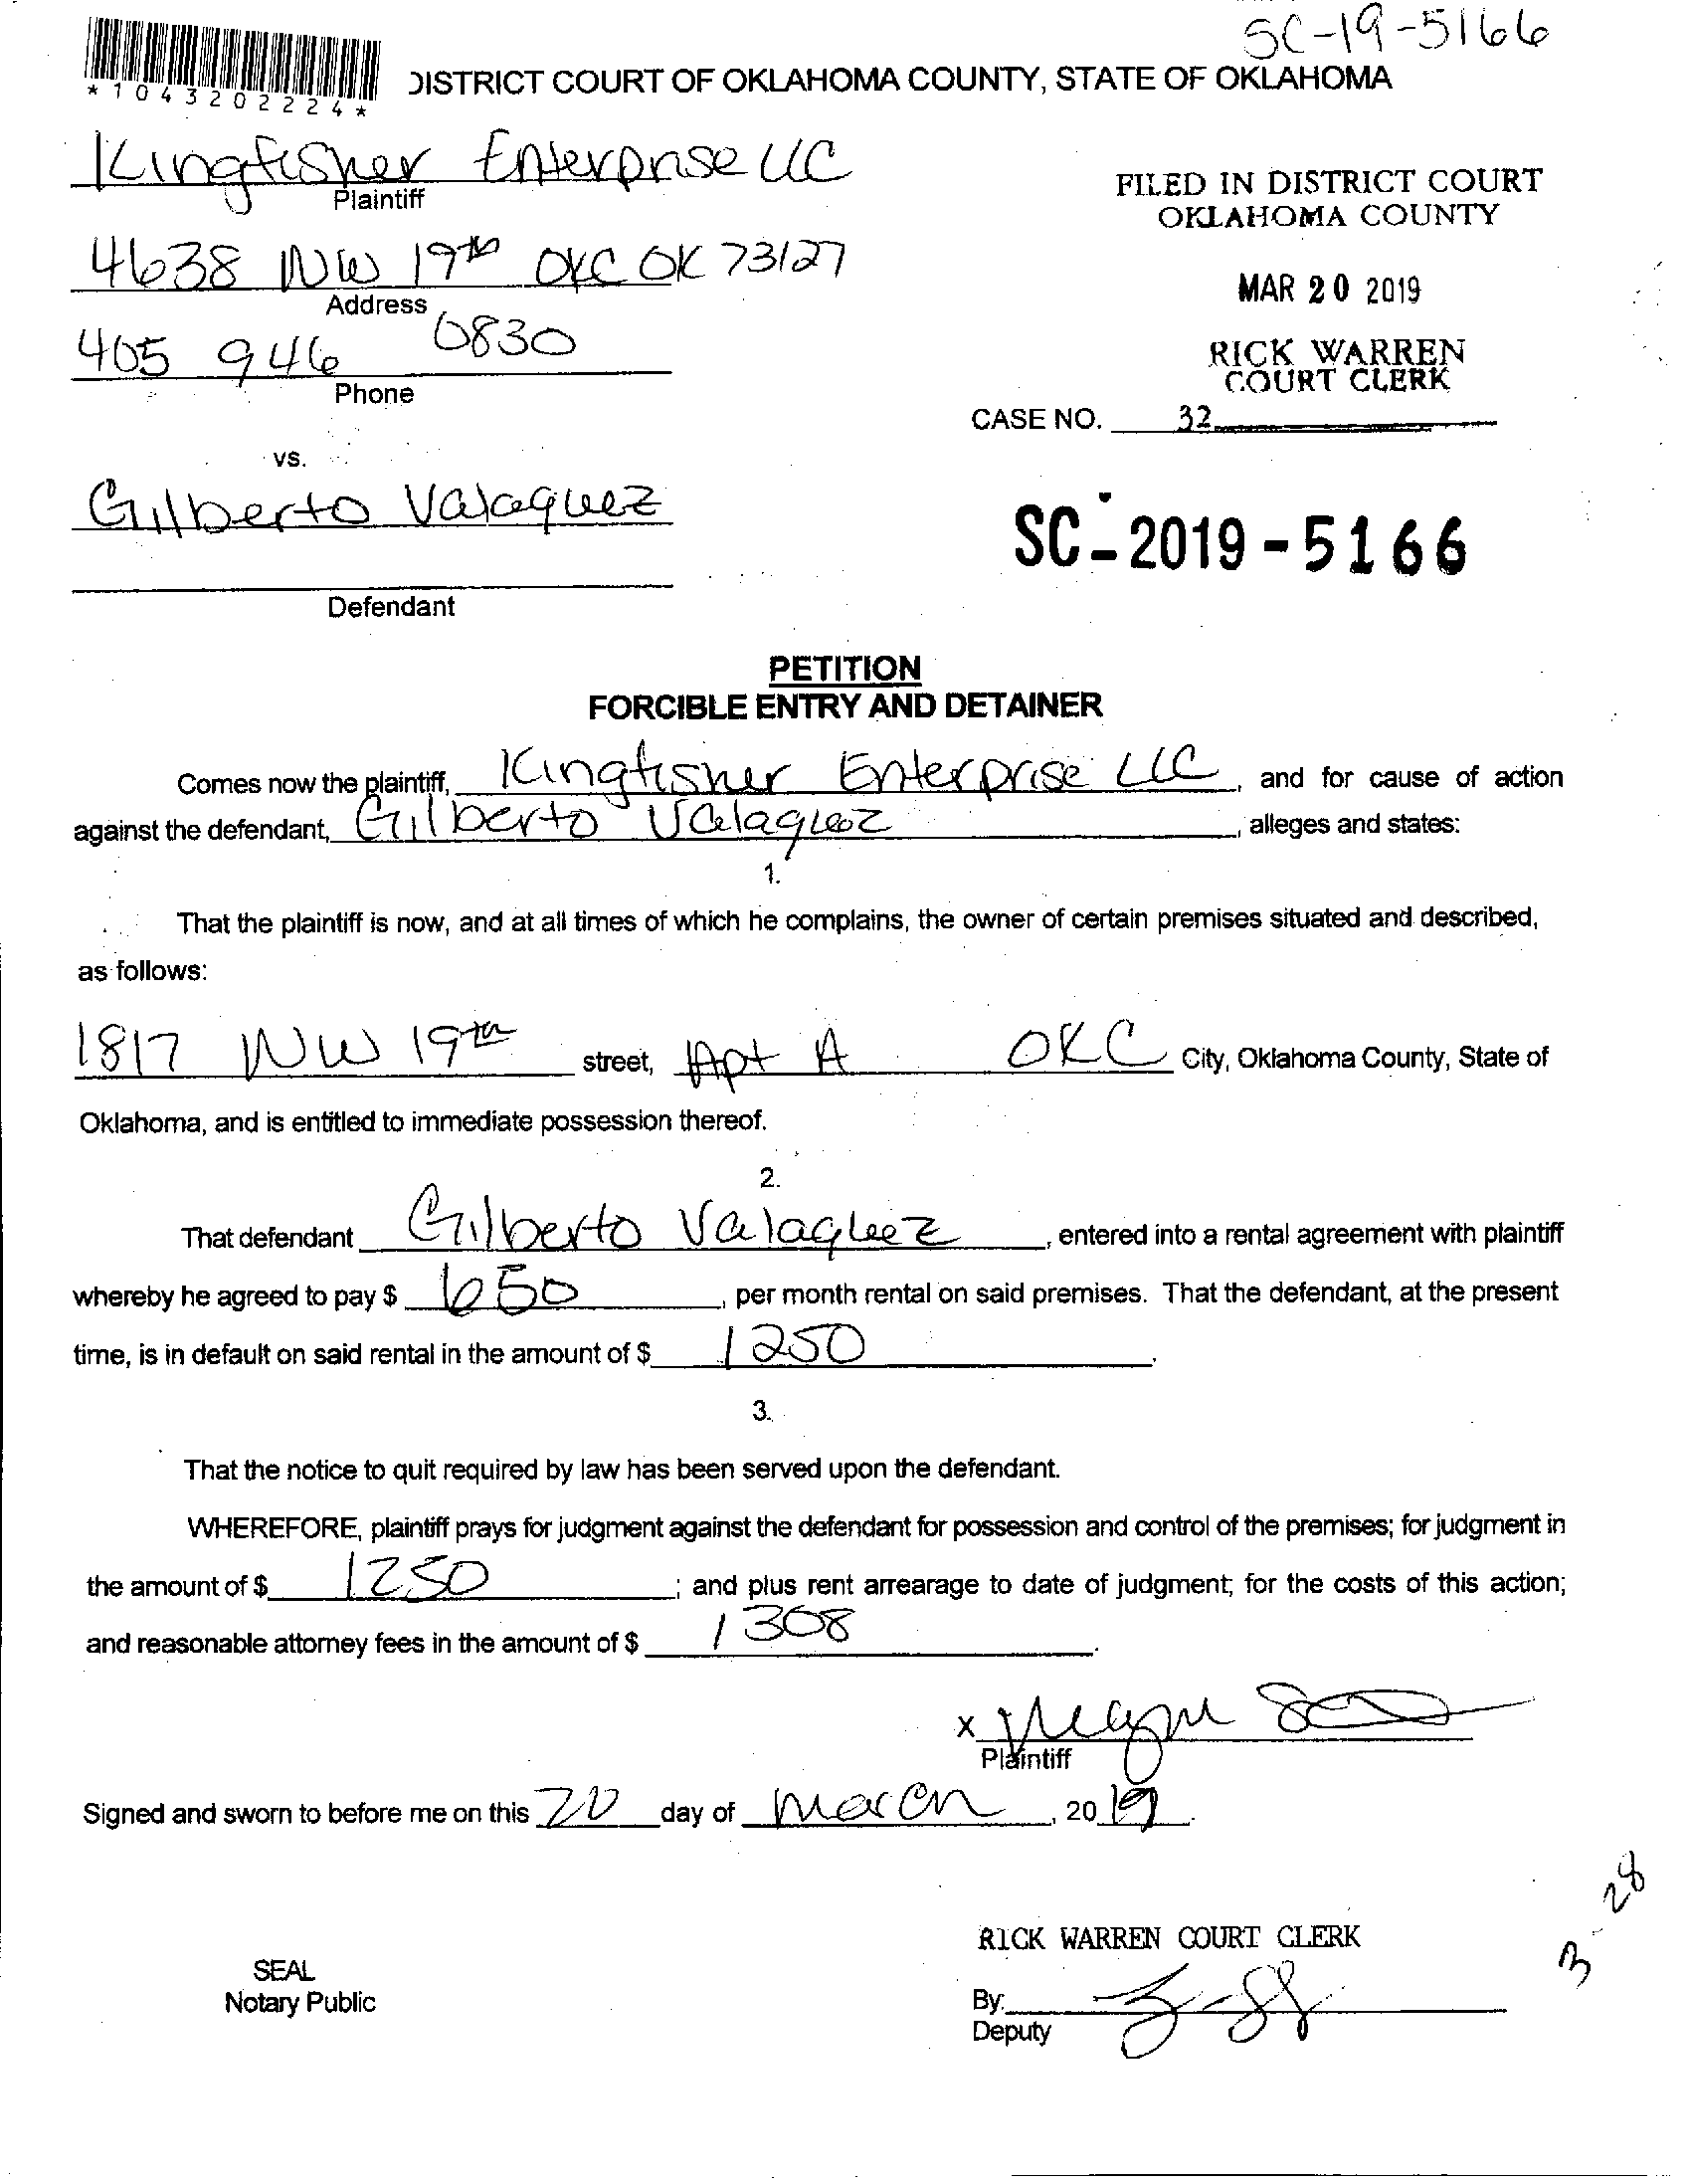 SC-19-5166
*1043202224*
DISTRICT COURT OF OKLAHOMA COUNTY, STATE OF OKLAHOMA
Kingfisher Enterprise LLC
Plaintiff
FILED IN DISTRICT COURT
OKLAHOMA COUNTY
4638 NW 19th OKC OK 73127
Address
MAR 20 2019
405 946 0830
Phone
RICK WARREN
COURT CLERK
CASE NO. 32
vs.
Gilberto Valaquez
SC-2019-5166
Defendant
PETITION
FORCIBLE ENTRY AND DETAINER
Comes now the plaintiff, Kingfisher Enterprise LLC, and for cause of action
against the defendant, Gilberto Valaquez, alleges and states:
1.
That the plaintiff is now, and at all times of which he complains, the owner of certain premises situated and described,
as follows:
1817 NW 19th street, Apt A OKC City, Oklahoma County, State of
Oklahoma, and is entitled to immediate possession thereof.
2.
That defendant Gilberto Valaquez, entered into a rental agreement with plaintiff
whereby he agreed to pay $ 650, per month rental on said premises. That the defendant, at the present
time, is in default on said rental in the amount of $ 1250.
3.
That the notice to quit required by law has been served upon the defendant.
WHEREFORE, plaintiff prays for judgment against the defendant for possession and control of the premises; for judgment in
the amount of $ 1250; and plus rent arrearage to date of judgment; for the costs of this action;
and reasonable attorney fees in the amount of $ 1308.
x
Plaintiff
Signed and sworn to before me on this 20 day of March, 2019.
3-28
RICK WARREN COURT CLERK
SEAL
Notary Public
By:
Deputy